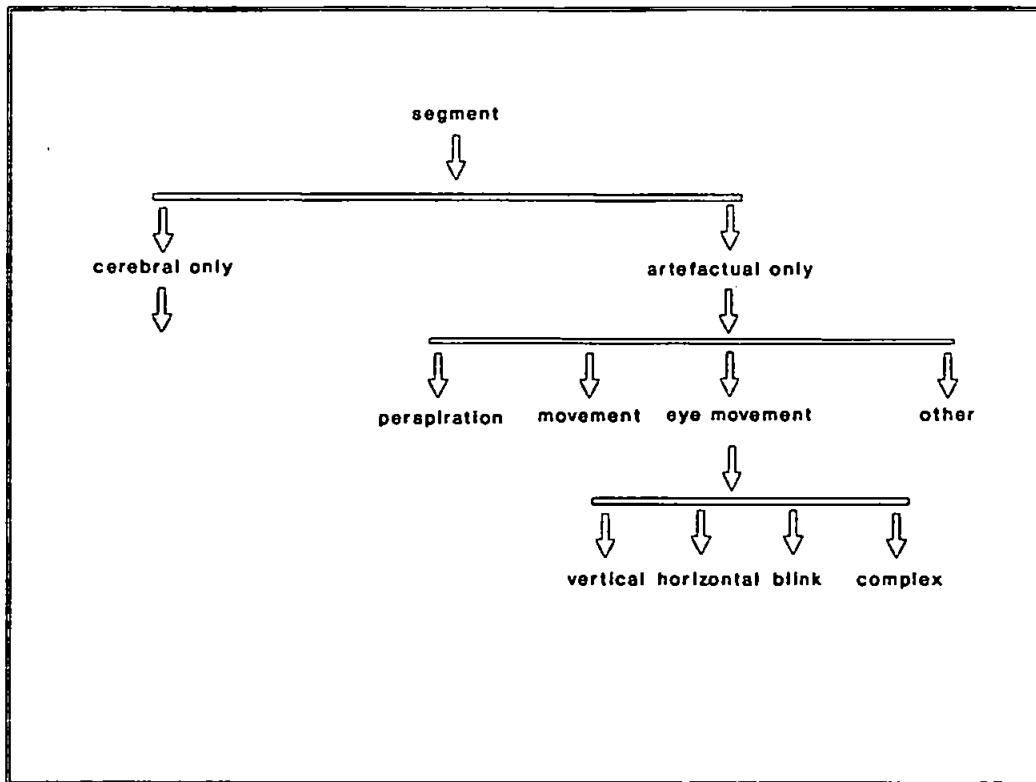 segment
cerebral only artefactual only
perspiration movement eye movement other
vertical horizontal blink complex